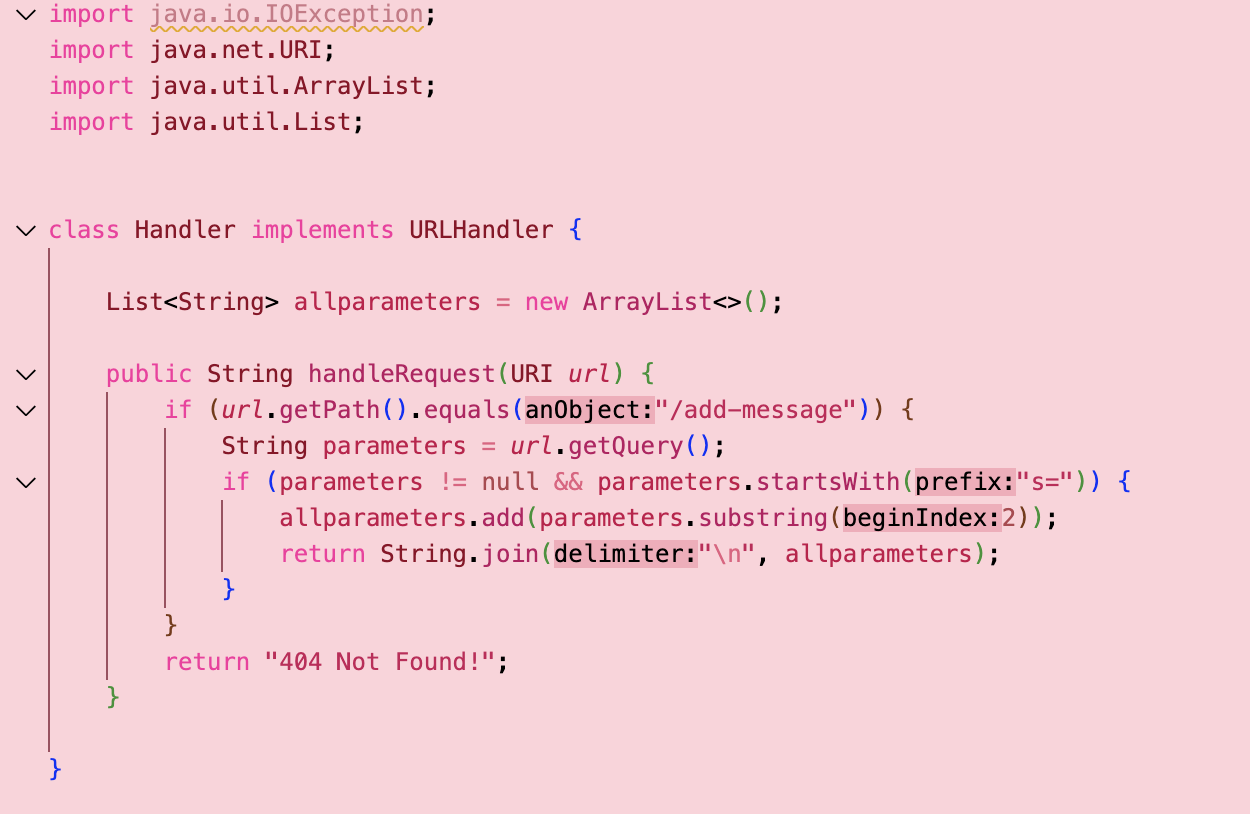 import java.io.IOException;
import java.net.URI;
import java.util.ArrayList;
import java.util.List;
class Handler implements URLHandler {
List<String> allparameters = new ArrayList<>();
public String handleRequest(URI url) {
if (url.getPath().equals(anObject:"/add-message")) {
String parameters = url.getQuery();
if (parameters != null && parameters.startsWith(prefix:"s=")) {
allparameters.add(parameters.substring(beginIndex:2));
return String.join(delimiter:"\n", allparameters);
}
}
return "404 Not Found!";
}
}